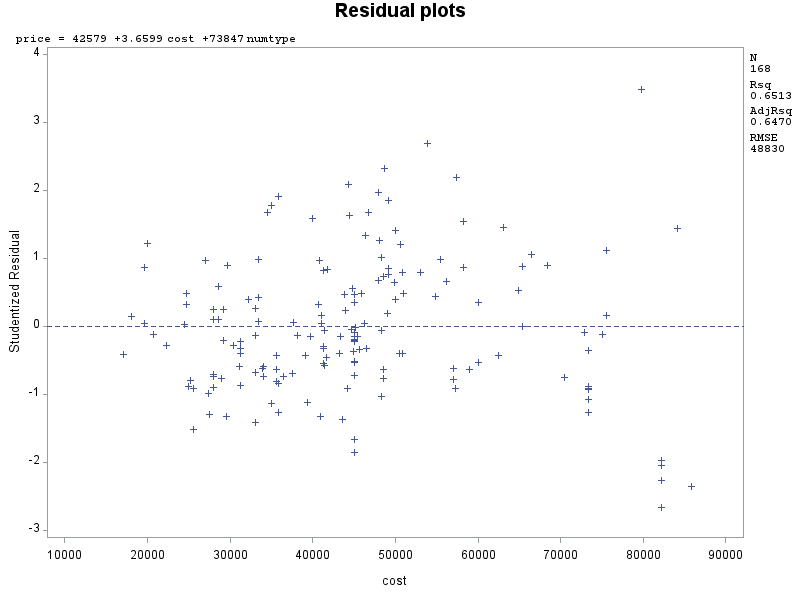 Residual plots
price = 42579 +3.6599 cost +73847 numtype
N
168
Rsq
0.6513
AdjRsq
0.6470
RMSE
48830
4
3
2
1
0
-1
-2
-3
Studentized Residual
10000 20000 30000 40000 50000 60000 70000 80000 90000
cost